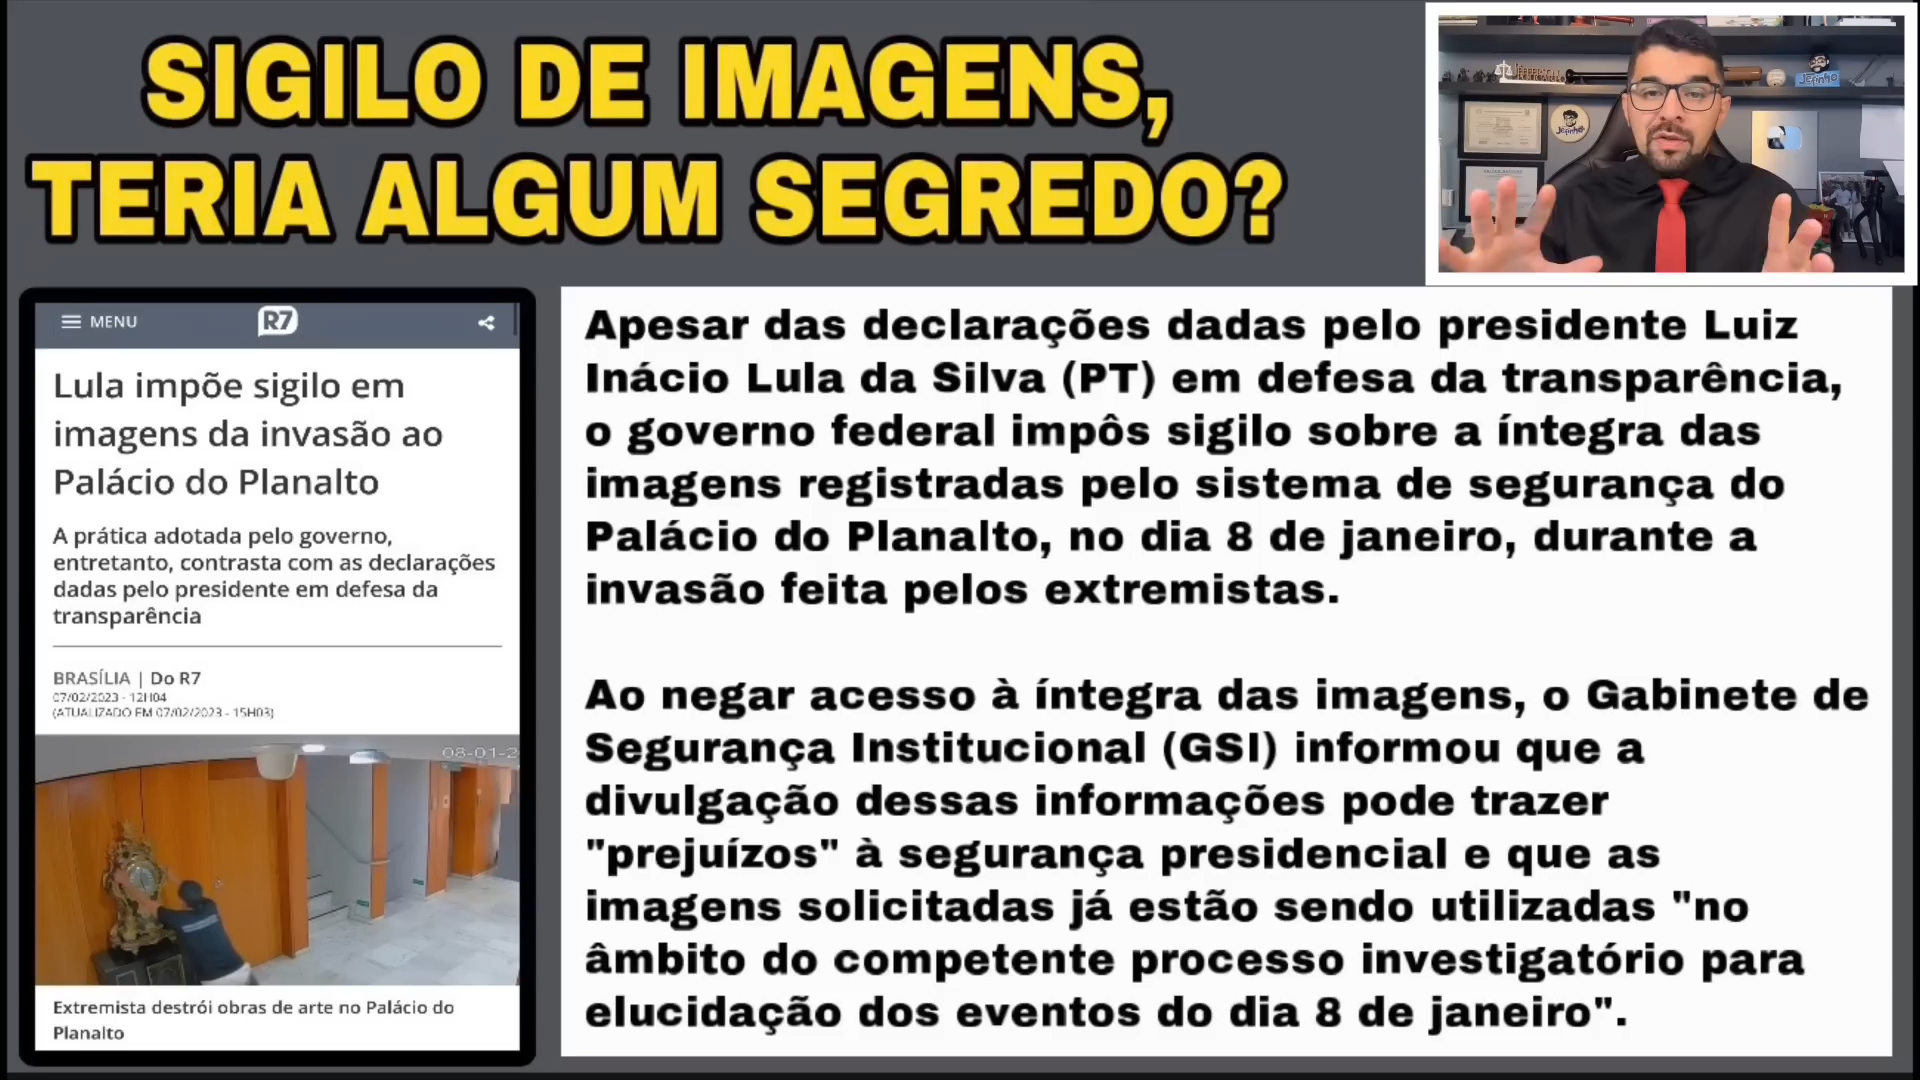 SIGILO DE IMAGENS,
TERIA ALGUM SEGREDO?
Jefinho
Jefinho
MENU
R7
Lula impõe sigilo em
imagens da invasão ao
Palácio do Planalto
A prática adotada pelo governo,
entretanto, contrasta com as declarações
dadas pelo presidente em defesa da
transparência
BRASÍLIA | Do R7
07/02/2023 - 12H04
(ATUALIZADO EM 07/02/2023 - 15H03)
08-01-2
Extremista destrói obras de arte no Palácio do
Planalto
Apesar das declarações dadas pelo presidente Luiz
Inácio Lula da Silva (PT) em defesa da transparência,
o governo federal impôs sigilo sobre a íntegra das
imagens registradas pelo sistema de segurança do
Palácio do Planalto, no dia 8 de janeiro, durante a
invasão feita pelos extremistas.
Ao negar acesso à íntegra das imagens, o Gabinete de
Segurança Institucional (GSI) informou que a
divulgação dessas informações pode trazer
"prejuízos" à segurança presidencial e que as
imagens solicitadas já estão sendo utilizadas "no
âmbito do competente processo investigatório para
elucidação dos eventos do dia 8 de janeiro".